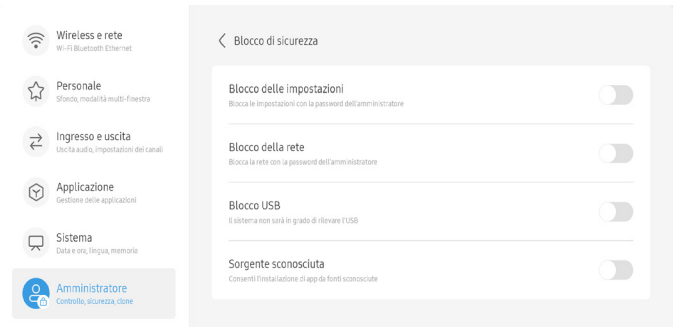 Wireless e rete
Wi-Fi Bluetooth Ethernet
Personale
Sfondo, modalità multi-finestra
Ingresso e uscita
Uscita audio, impostazioni dei canali
Applicazione
Gestione delle applicazioni
Sistema
Data e ora, lingua, memoria
Amministratore
Controllo, sicurezza, clone
Blocco di sicurezza
Blocco delle impostazioni
Blocca le impostazioni con la password dell'amministratore
Blocco della rete
Blocca la rete con la password dell'amministratore
Blocco USB
Il sistema non sarà in grado di rilevare l'USB
Sorgente sconosciuta
Consenti l'installazione di app da fonti sconosciute